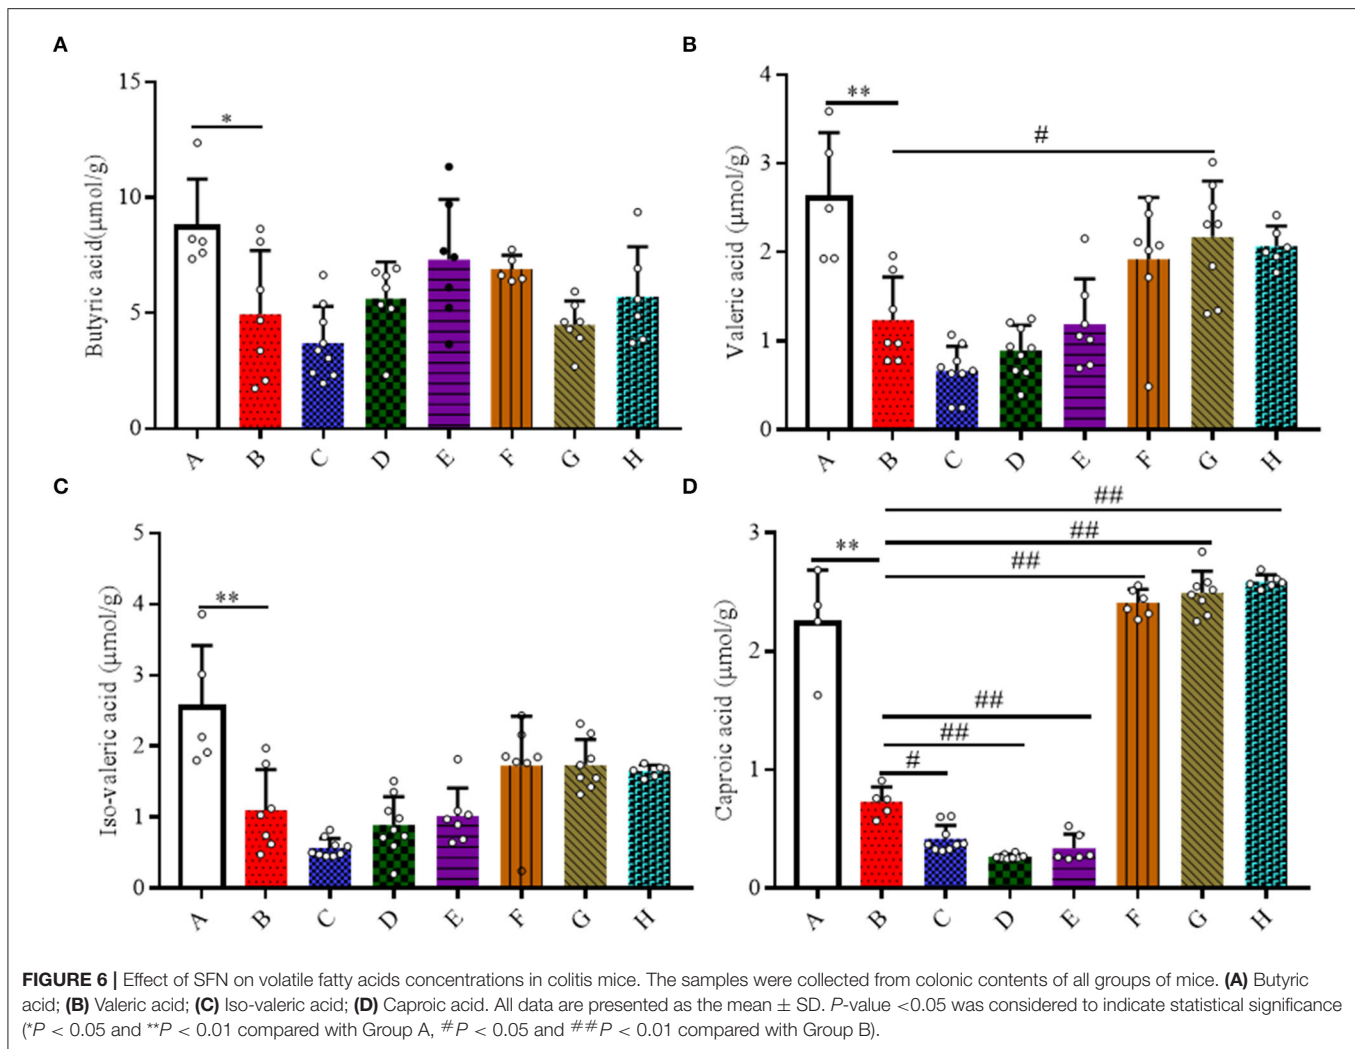 A
15
10
5
0
Butyric acid(μmol/g)
*
A B C D E F G H
B
4
3
2
1
0
Valeric acid (μmol/g)
**
#
A B C D E F G H
C
5
4
3
2
1
0
Iso-valeric acid (μmol/g)
**
A B C D E F G H
D
3
2
1
0
Caproic acid (μmol/g)
##
##
**
##
##
##
#
A B C D E F G H
FIGURE 6 | Effect of SFN on volatile fatty acids concentrations in colitis mice. The samples were collected from colonic contents of all groups of mice. (A) Butyric
acid; (B) Valeric acid; (C) Iso-valeric acid; (D) Caproic acid. All data are presented as the mean ± SD. P-value <0.05 was considered to indicate statistical significance
(*P < 0.05 and **P < 0.01 compared with Group A, #P < 0.05 and ##P < 0.01 compared with Group B).